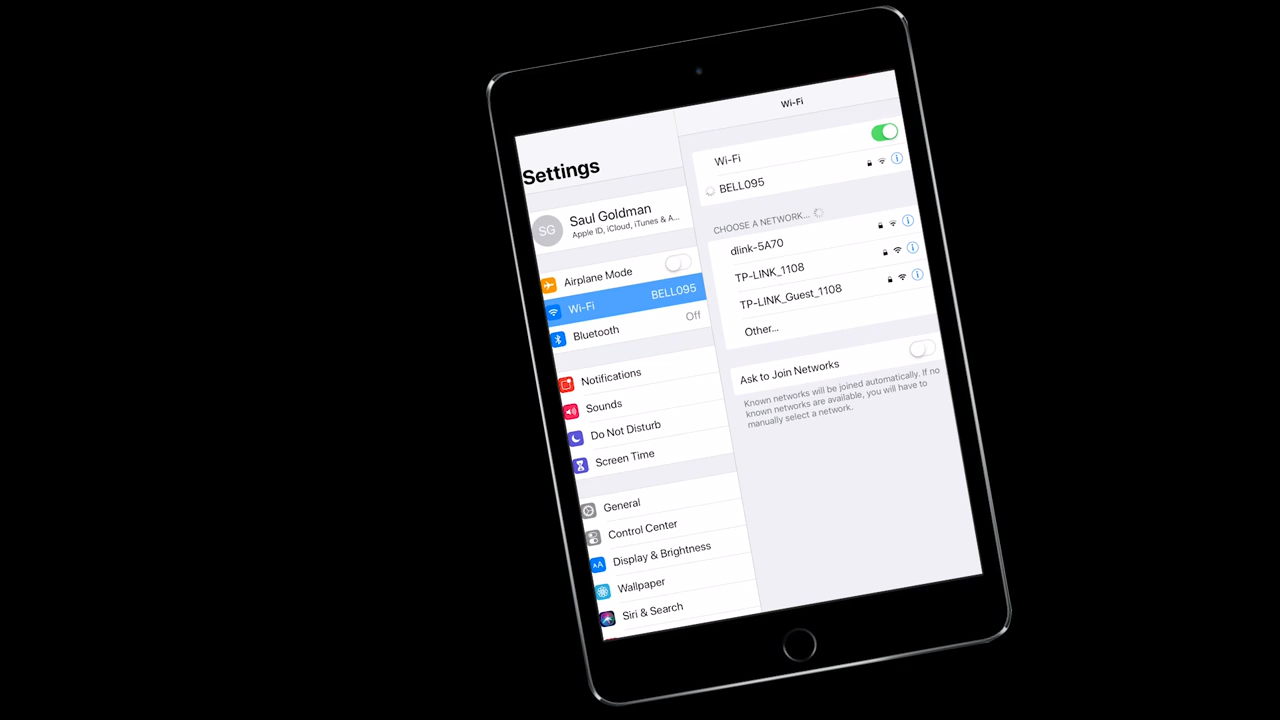 Settings
SG
Saul Goldman
Apple ID, iCloud, iTunes & A...
Airplane Mode
Wi-Fi BELL095
Bluetooth Off
Notifications
Sounds
Do Not Disturb
Screen Time
General
Control Center
AA Display & Brightness
Wallpaper
Siri & Search
Wi-Fi
Wi-Fi
BELL095
CHOOSE A NETWORK...
dlink-5A70
TP-LINK_1108
TP-LINK_Guest_1108
Other...
Ask to Join Networks
Known networks will be joined automatically. If no
known networks are available, you will have to
manually select a network.